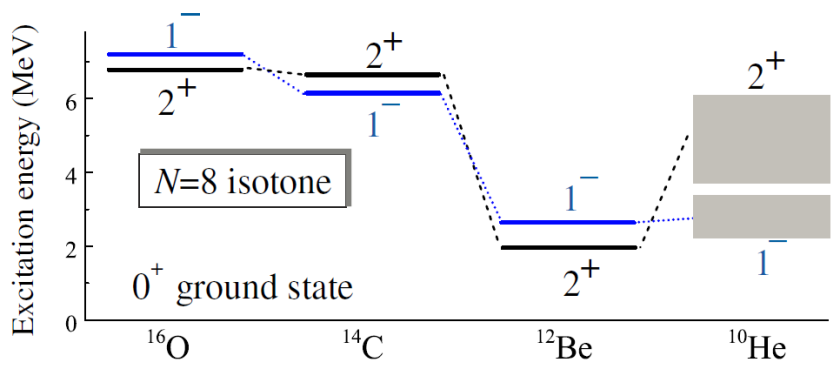 Excitation energy (MeV)
6
4
2
0
1⁻
2⁺
2⁺
1⁻
1⁻
2⁺
2⁺
1⁻
N=8 isotone
0⁺ ground state
¹⁶O
¹⁴C
¹²Be
¹⁰He